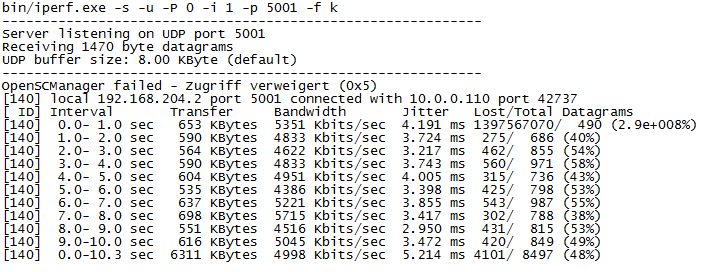 bin/iperf.exe -s -u -P 0 -i 1 -p 5001 -f k
------------------------------------------------------------
Server listening on UDP port 5001
Receiving 1470 byte datagrams
UDP buffer size: 8.00 KByte (default)
------------------------------------------------------------
OpenSCManager failed - Zugriff verweigert (0x5)
[140] local 192.168.204.2 port 5001 connected with 10.0.0.110 port 42737
[ ID] Interval       Transfer     Bandwidth       Jitter   Lost/Total Datagrams
[140]  0.0- 1.0 sec   653 KBytes  5351 Kbits/sec  4.191 ms 1397567070/  490 (2.9e+008%)
[140]  1.0- 2.0 sec   590 KBytes  4833 Kbits/sec  3.724 ms  275/  686 (40%)
[140]  2.0- 3.0 sec   564 KBytes  4622 Kbits/sec  3.217 ms  462/  855 (54%)
[140]  3.0- 4.0 sec   590 KBytes  4833 Kbits/sec  3.743 ms  560/  971 (58%)
[140]  4.0- 5.0 sec   604 KBytes  4951 Kbits/sec  4.005 ms  315/  736 (43%)
[140]  5.0- 6.0 sec   535 KBytes  4386 Kbits/sec  3.398 ms  425/  798 (53%)
[140]  6.0- 7.0 sec   637 KBytes  5221 Kbits/sec  3.855 ms  543/  987 (55%)
[140]  7.0- 8.0 sec   698 KBytes  5715 Kbits/sec  3.417 ms  302/  788 (38%)
[140]  8.0- 9.0 sec   551 KBytes  4516 Kbits/sec  2.950 ms  431/  815 (53%)
[140]  9.0-10.0 sec   616 KBytes  5045 Kbits/sec  3.472 ms  420/  849 (49%)
[140]  0.0-10.3 sec  6311 KBytes  4998 Kbits/sec  5.214 ms 4101/ 8497 (48%)